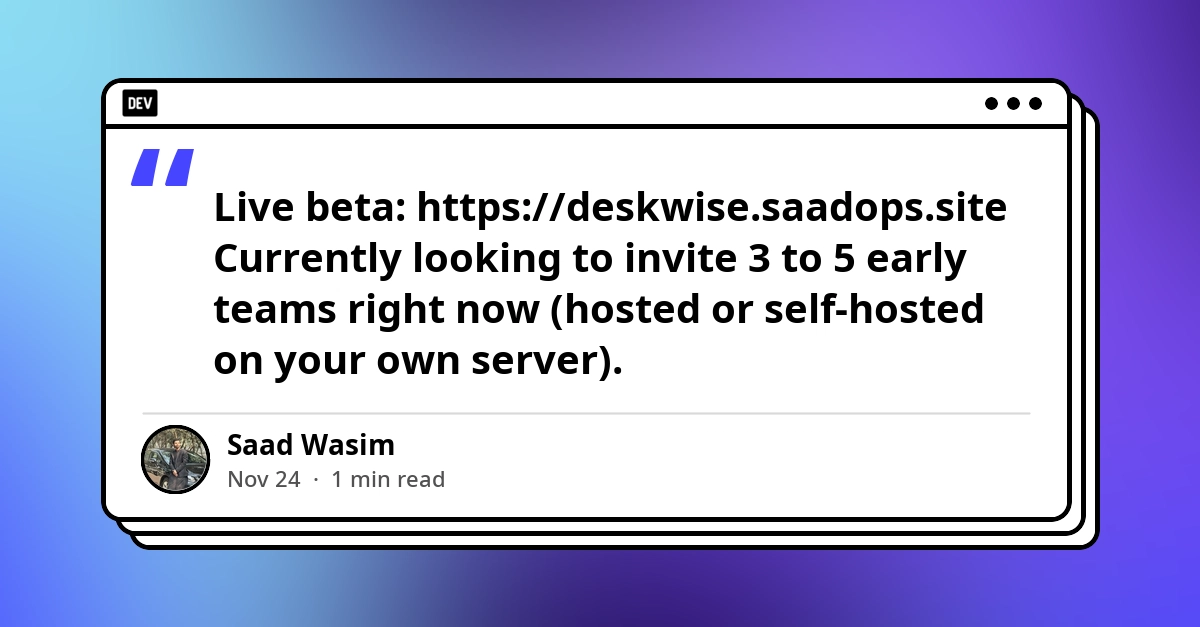 DEV
Live beta: https://deskwise.saadops.site
Currently looking to invite 3 to 5 early
teams right now (hosted or self-hosted
on your own server).
Saad Wasim
Nov 24 · 1 min read